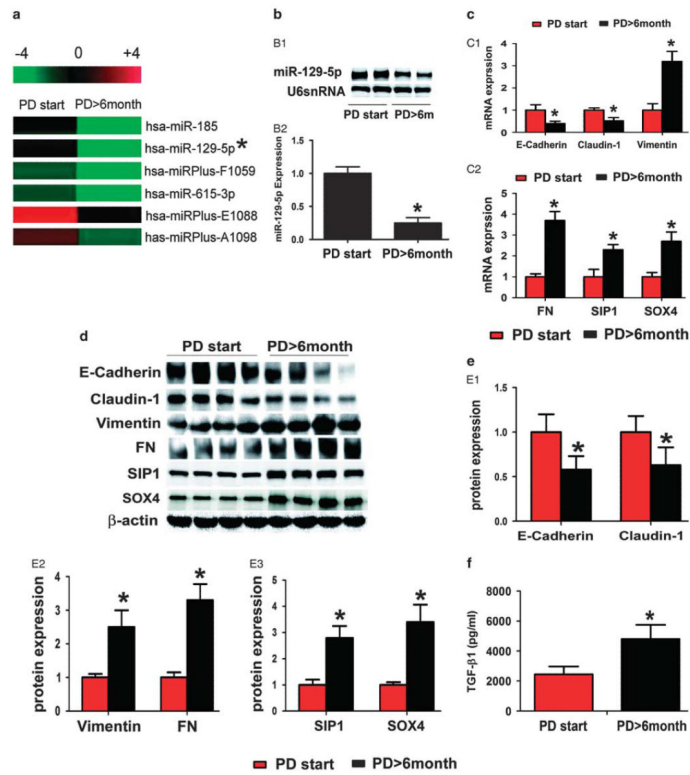 a
-4 0 +4
PD start PD>6month
hsa-miR-185
hsa-miR-129-5p*
hsa-miRPlus-F1059
hsa-miR-615-3p
hsa-miRPlus-E1088
has-miRPlus-A1098
b
B1
miR-129-5p
U6snRNA
PD start PD>6m
B2
miR-129-5p Expression
1.5
1.0
0.5
0.0
*
PD start PD>6month
c
PD start PD>6month
C1
mRNA exprssion
4
3
2
1
0
* * *
E-Cadherin Claudin-1 Vimentin
C2
PD start PD>6month
mRNA exprssion
5
4
3
2
1
0
* * *
FN SIP1 SOX4
PD start PD>6month
d
PD start PD>6month
E-Cadherin
Claudin-1
Vimentin
FN
SIP1
SOX4
β-actin
e
E1
protein expression
1.5
1.0
0.5
0.0
* *
E-Cadherin Claudin-1
E2
protein expression
4
3
2
1
0
* *
Vimentin FN
E3
protein expression
5
4
3
2
1
0
* *
SIP1 SOX4
f
TGF-β1 (pg/ml)
8000
6000
4000
2000
0
*
PD start PD>6month
PD start PD>6month